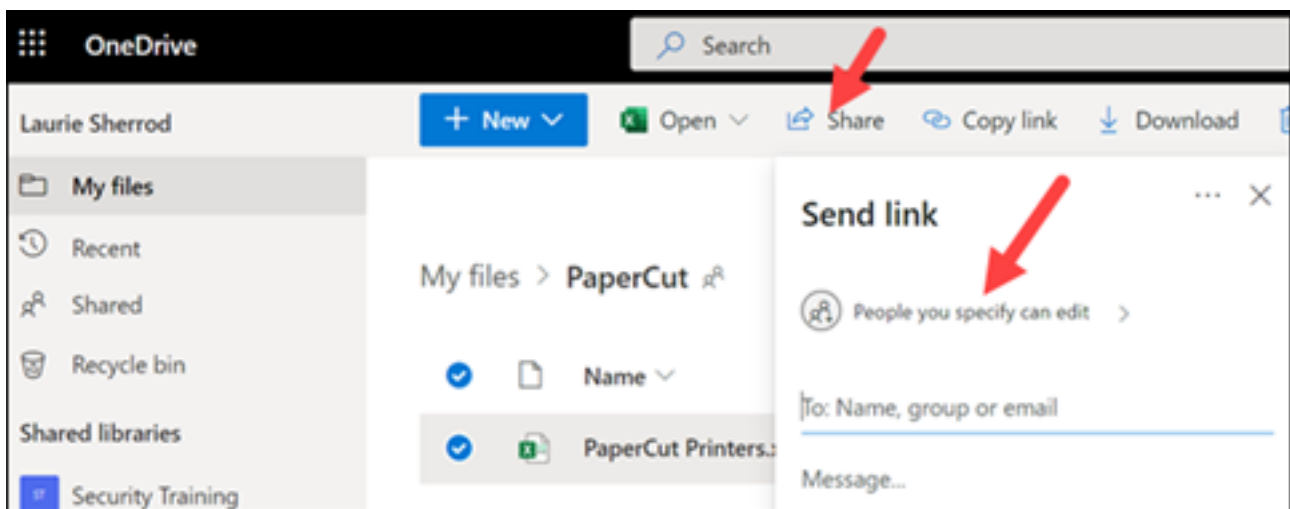 OneDrive
Search
Laurie Sherrod
+ New
Open
Share
Copy link
Download
My files
Recent
Shared
Recycle bin
Shared libraries
ST
Security Training
My files > PaperCut
Name
PaperCut Printers.
Send link
...
People you specify can edit >
To: Name, group or email
Message...